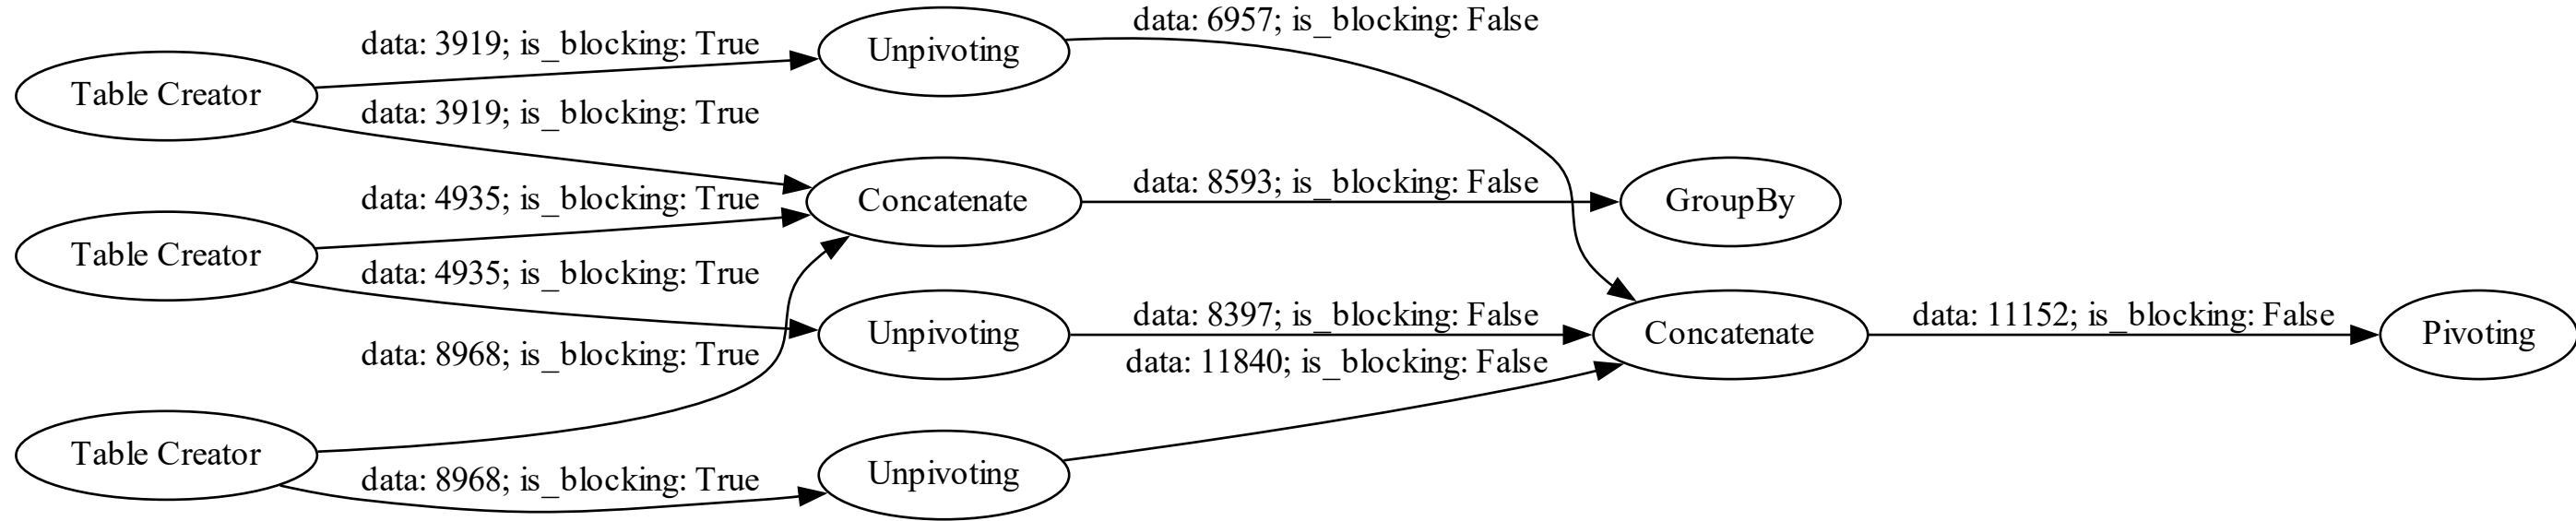 Table Creator
data: 3919; is_blocking: True
data: 3919; is_blocking: True
Table Creator
data: 4935; is_blocking: True
data: 4935; is_blocking: True
Table Creator
data: 8968; is_blocking: True
data: 8968; is_blocking: True
Unpivoting
data: 6957; is_blocking: False
Concatenate
data: 8593; is_blocking: False
GroupBy
Unpivoting
data: 8397; is_blocking: False
Unpivoting
data: 11840; is_blocking: False
Concatenate
data: 11152; is_blocking: False
Pivoting